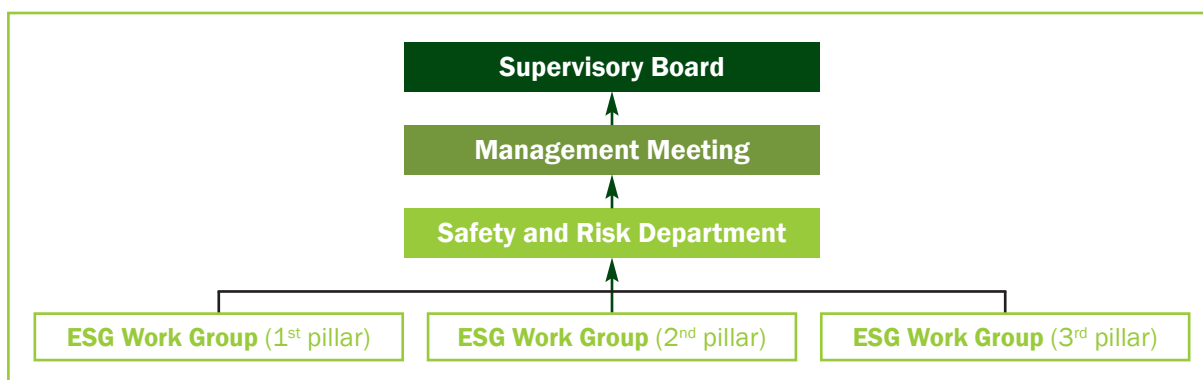 Supervisory Board
Management Meeting
Safety and Risk Department
ESG Work Group (1st pillar)
ESG Work Group (2nd pillar)
ESG Work Group (3rd pillar)